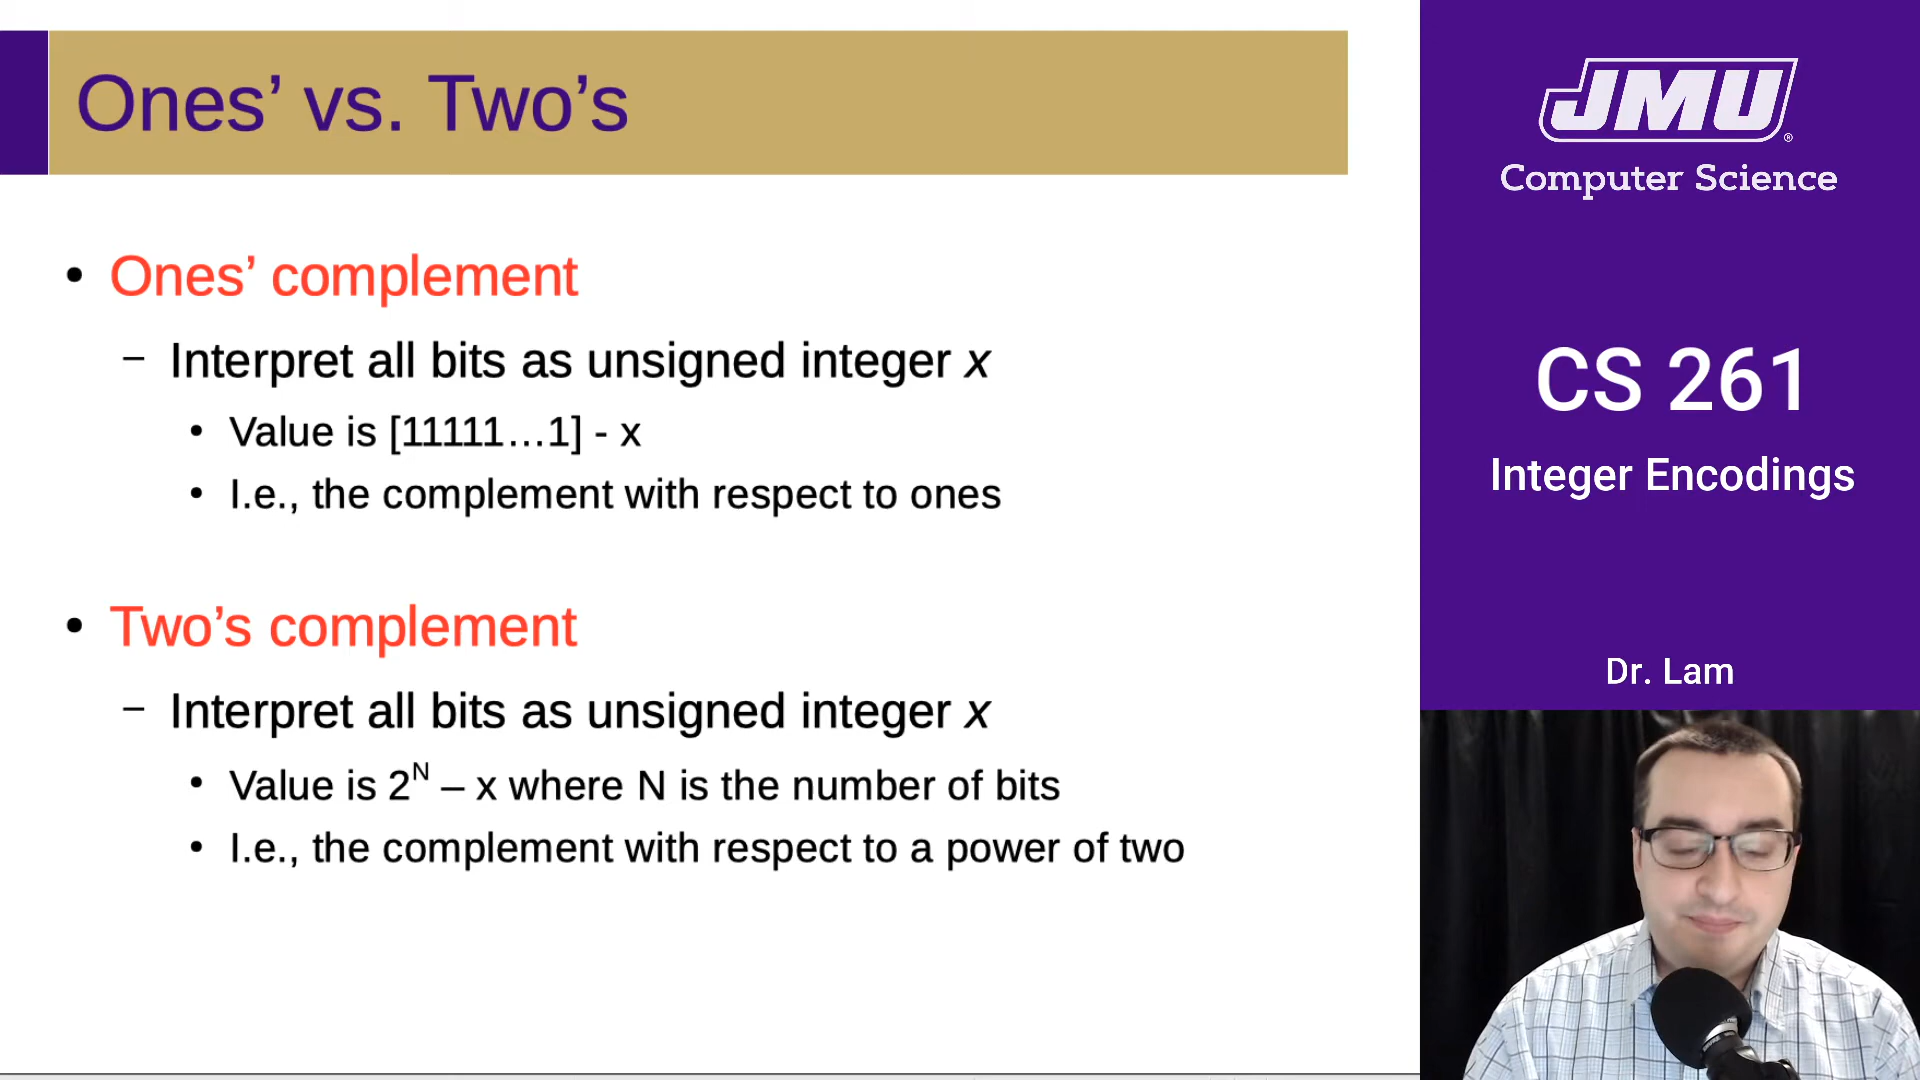 Ones’ vs. Two’s
• Ones’ complement
– Interpret all bits as unsigned integer x
• Value is [11111…1] - x
• I.e., the complement with respect to ones
• Two’s complement
– Interpret all bits as unsigned integer x
• Value is 2^N – x where N is the number of bits
• I.e., the complement with respect to a power of two
JMU®
Computer Science
CS 261
Integer Encodings
Dr. Lam